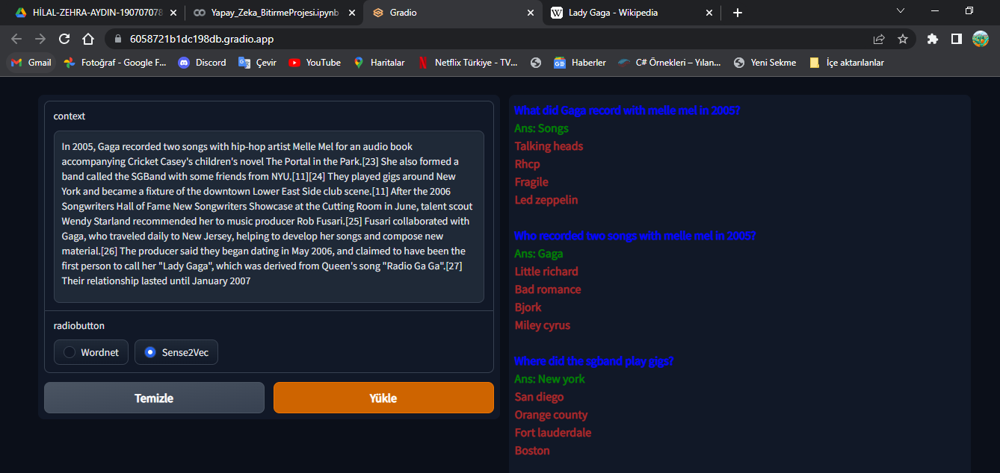 HİLAL-ZEHRA-AYDIN-190707078
Yapay_Zeka_BitirmeProjesi.ipynb
Gradio
Lady Gaga - Wikipedia
6058721b1dc198db.gradio.app
Gmail
Fotoğraf - Google F...
Discord
Çevir
YouTube
Haritalar
Netflix Türkiye - TV...
Haberler
C# Örnekleri – Yılan...
Yeni Sekme
İçe aktarılanlar
context
In 2005, Gaga recorded two songs with hip-hop artist Melle Mel for an audio book
accompanying Cricket Casey's children's novel The Portal in the Park.[23] She also formed a
band called the SGBand with some friends from NYU.[11][24] They played gigs around New
York and became a fixture of the downtown Lower East Side club scene.[11] After the 2006
Songwriters Hall of Fame New Songwriters Showcase at the Cutting Room in June, talent scout
Wendy Starland recommended her to music producer Rob Fusari.[25] Fusari collaborated with
Gaga, who traveled daily to New Jersey, helping to develop her songs and compose new
material.[26] The producer said they began dating in May 2006, and claimed to have been the
first person to call her "Lady Gaga", which was derived from Queen's song "Radio Ga Ga".[27]
Their relationship lasted until January 2007
radiobutton
Wordnet
Sense2Vec
Temizle
Yükle
What did Gaga record with melle mel in 2005?
Ans: Songs
Talking heads
Rhcp
Fragile
Led zeppelin
Who recorded two songs with melle mel in 2005?
Ans: Gaga
Little richard
Bad romance
Bjork
Miley cyrus
Where did the sgband play gigs?
Ans: New york
San diego
Orange county
Fort lauderdale
Boston